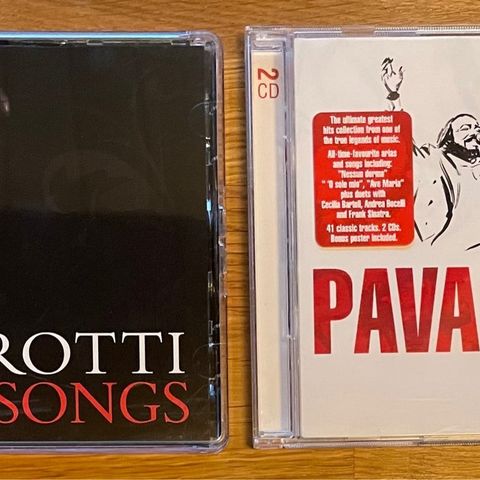 ROTTI
SONGS
2
CD
The ultimate greatest
hits collection from one of
the true legends of music.
All-time-favourite arias
and songs including:
"Nessun dorma"
"O sole mio", "Ave Maria"
plus duets with
Cecilia Bartoli, Andrea Bocelli
and Frank Sinatra.
41 classic tracks. 2 CDs.
Bonus poster included.
PAVA